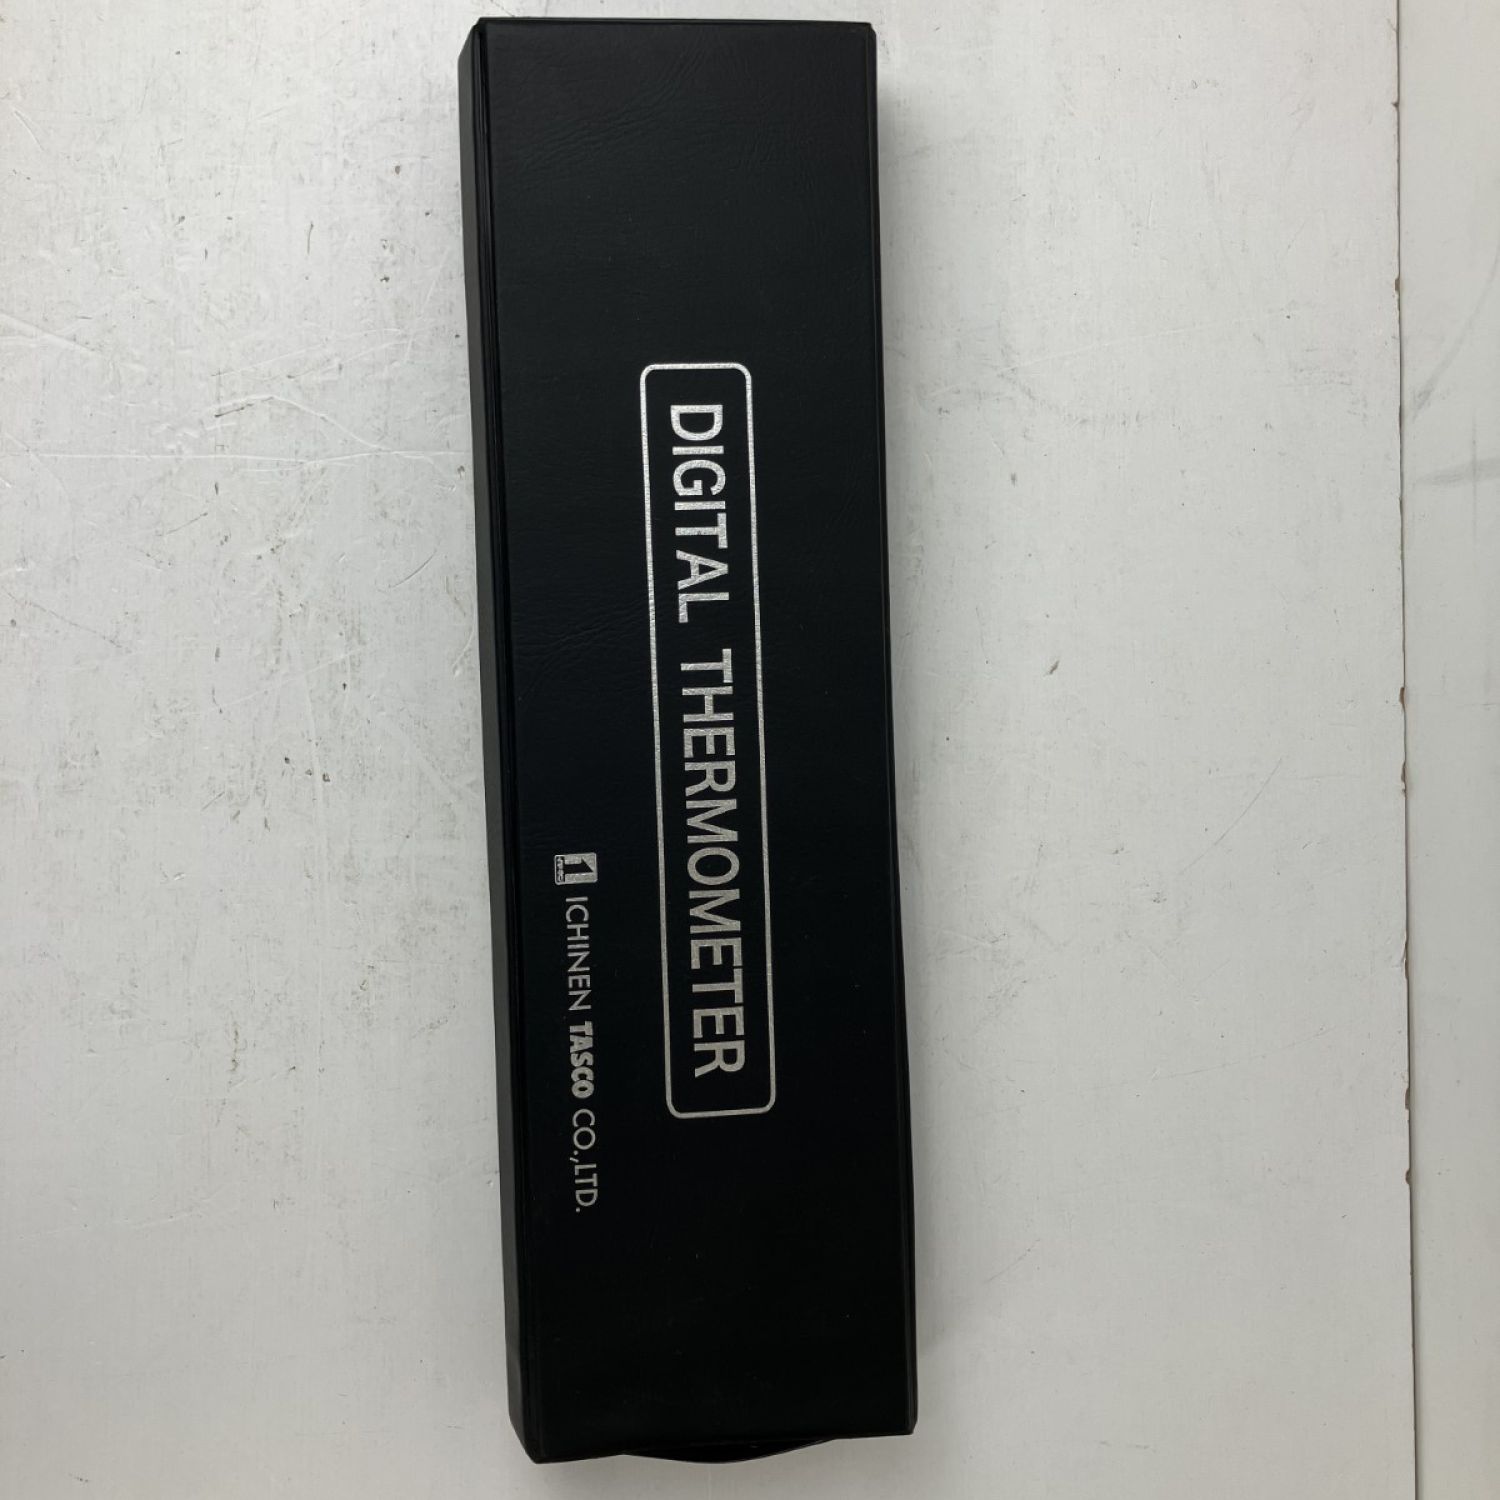 DIGITAL THERMOMETER
ICHINEN TASCO CO.,LTD.